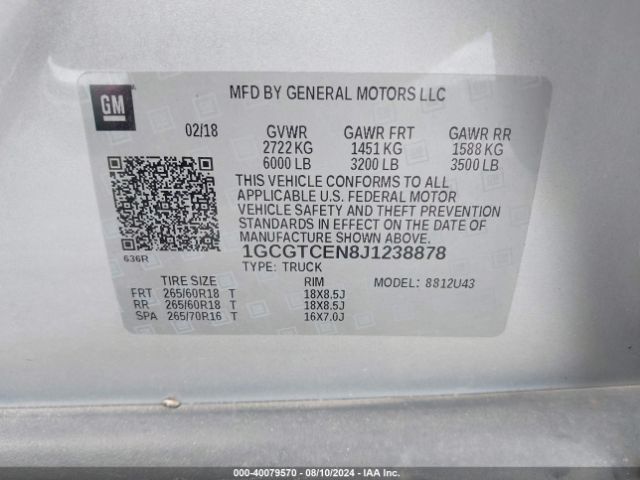 GM
MFD BY GENERAL MOTORS LLC
02/18 GVWR GAWR FRT GAWR RR
2722 KG 1451 KG 1588 KG
6000 LB 3200 LB 3500 LB
THIS VEHICLE CONFORMS TO ALL
APPLICABLE U.S. FEDERAL MOTOR
VEHICLE SAFETY AND THEFT PREVENTION
STANDARDS IN EFFECT ON THE DATE
OF MANUFACTURE SHOWN ABOVE.
636R 1GCGTCEN8J1238878
TYPE: TRUCK
TIRE SIZE RIM MODEL: 8812U43
FRT 265/60R18 T 18X8.5J
RR 265/60R18 T 18X8.5J
SPA 265/70R16 T 16X7.0J
© - 40079570 - 08/10/2024 - IAA Inc.